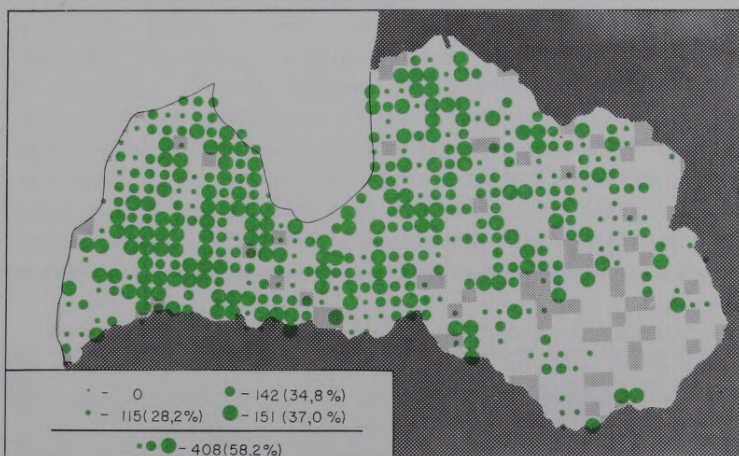 - 0
- 142 (34,8%)
- 115 (28,2%)
- 151 (37,0%)
- 408 (58,2%)